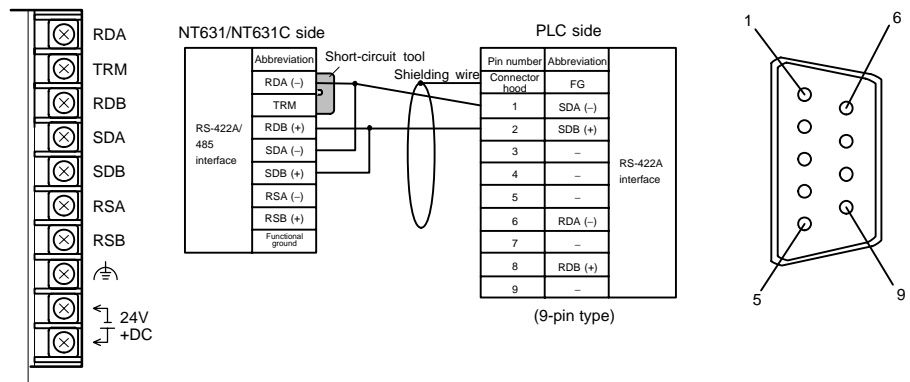 RDA
TRM
RDB
SDA
SDB
RSA
RSB
24V
+DC
NT631/NT631C side
Abbreviation
RS-422A/
485
interface
RDA (−)
TRM
RDB (+)
SDA (−)
SDB (+)
RSA (−)
RSB (+)
Functional
ground
Short-circuit tool
Shielding wire
PLC side
Pin number Abbreviation
Connector
hood
FG
1 SDA (−)
2 SDB (+)
3 –
4 –
5 –
6 RDA (−)
7 –
8 RDB (+)
9 –
RS-422A
interface
(9-pin type)
1
6
5
9